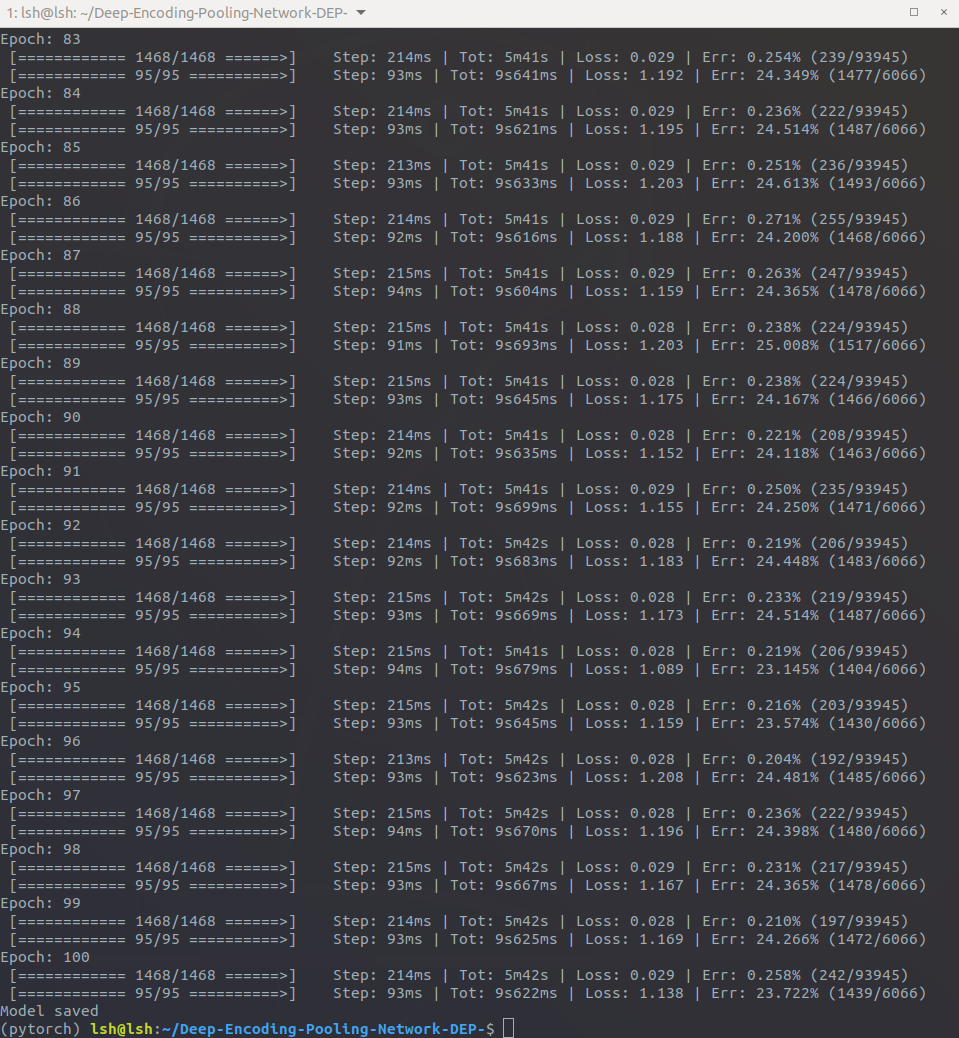 1: lsh@lsh: ~/Deep-Encoding-Pooling-Network-DEP-
Epoch: 83
[============ 1468/1468 ======>] Step: 214ms | Tot: 5m41s | Loss: 0.029 | Err: 0.254% (239/93945)
[============ 95/95 ==========>] Step: 93ms | Tot: 9s641ms | Loss: 1.192 | Err: 24.349% (1477/6066)
Epoch: 84
[============ 1468/1468 ======>] Step: 214ms | Tot: 5m41s | Loss: 0.029 | Err: 0.236% (222/93945)
[============ 95/95 ==========>] Step: 93ms | Tot: 9s621ms | Loss: 1.195 | Err: 24.514% (1487/6066)
Epoch: 85
[============ 1468/1468 ======>] Step: 213ms | Tot: 5m41s | Loss: 0.029 | Err: 0.251% (236/93945)
[============ 95/95 ==========>] Step: 93ms | Tot: 9s633ms | Loss: 1.203 | Err: 24.613% (1493/6066)
Epoch: 86
[============ 1468/1468 ======>] Step: 214ms | Tot: 5m41s | Loss: 0.029 | Err: 0.271% (255/93945)
[============ 95/95 ==========>] Step: 92ms | Tot: 9s616ms | Loss: 1.188 | Err: 24.200% (1468/6066)
Epoch: 87
[============ 1468/1468 ======>] Step: 215ms | Tot: 5m41s | Loss: 0.029 | Err: 0.263% (247/93945)
[============ 95/95 ==========>] Step: 94ms | Tot: 9s604ms | Loss: 1.159 | Err: 24.365% (1478/6066)
Epoch: 88
[============ 1468/1468 ======>] Step: 215ms | Tot: 5m41s | Loss: 0.028 | Err: 0.238% (224/93945)
[============ 95/95 ==========>] Step: 91ms | Tot: 9s693ms | Loss: 1.203 | Err: 25.008% (1517/6066)
Epoch: 89
[============ 1468/1468 ======>] Step: 215ms | Tot: 5m41s | Loss: 0.028 | Err: 0.238% (224/93945)
[============ 95/95 ==========>] Step: 93ms | Tot: 9s645ms | Loss: 1.175 | Err: 24.167% (1466/6066)
Epoch: 90
[============ 1468/1468 ======>] Step: 214ms | Tot: 5m41s | Loss: 0.028 | Err: 0.221% (208/93945)
[============ 95/95 ==========>] Step: 92ms | Tot: 9s635ms | Loss: 1.152 | Err: 24.118% (1463/6066)
Epoch: 91
[============ 1468/1468 ======>] Step: 214ms | Tot: 5m41s | Loss: 0.029 | Err: 0.250% (235/93945)
[============ 95/95 ==========>] Step: 92ms | Tot: 9s699ms | Loss: 1.155 | Err: 24.250% (1471/6066)
Epoch: 92
[============ 1468/1468 ======>] Step: 214ms | Tot: 5m42s | Loss: 0.028 | Err: 0.219% (206/93945)
[============ 95/95 ==========>] Step: 92ms | Tot: 9s683ms | Loss: 1.183 | Err: 24.448% (1483/6066)
Epoch: 93
[============ 1468/1468 ======>] Step: 215ms | Tot: 5m42s | Loss: 0.028 | Err: 0.233% (219/93945)
[============ 95/95 ==========>] Step: 93ms | Tot: 9s669ms | Loss: 1.173 | Err: 24.514% (1487/6066)
Epoch: 94
[============ 1468/1468 ======>] Step: 215ms | Tot: 5m41s | Loss: 0.028 | Err: 0.219% (206/93945)
[============ 95/95 ==========>] Step: 94ms | Tot: 9s679ms | Loss: 1.089 | Err: 23.145% (1404/6066)
Epoch: 95
[============ 1468/1468 ======>] Step: 215ms | Tot: 5m42s | Loss: 0.028 | Err: 0.216% (203/93945)
[============ 95/95 ==========>] Step: 93ms | Tot: 9s645ms | Loss: 1.159 | Err: 23.574% (1430/6066)
Epoch: 96
[============ 1468/1468 ======>] Step: 213ms | Tot: 5m42s | Loss: 0.028 | Err: 0.204% (192/93945)
[============ 95/95 ==========>] Step: 93ms | Tot: 9s623ms | Loss: 1.208 | Err: 24.481% (1485/6066)
Epoch: 97
[============ 1468/1468 ======>] Step: 215ms | Tot: 5m42s | Loss: 0.028 | Err: 0.236% (222/93945)
[============ 95/95 ==========>] Step: 94ms | Tot: 9s670ms | Loss: 1.196 | Err: 24.398% (1480/6066)
Epoch: 98
[============ 1468/1468 ======>] Step: 215ms | Tot: 5m42s | Loss: 0.029 | Err: 0.231% (217/93945)
[============ 95/95 ==========>] Step: 93ms | Tot: 9s667ms | Loss: 1.167 | Err: 24.365% (1478/6066)
Epoch: 99
[============ 1468/1468 ======>] Step: 214ms | Tot: 5m42s | Loss: 0.028 | Err: 0.210% (197/93945)
[============ 95/95 ==========>] Step: 93ms | Tot: 9s625ms | Loss: 1.169 | Err: 24.266% (1472/6066)
Epoch: 100
[============ 1468/1468 ======>] Step: 214ms | Tot: 5m42s | Loss: 0.029 | Err: 0.258% (242/93945)
[============ 95/95 ==========>] Step: 93ms | Tot: 9s622ms | Loss: 1.138 | Err: 23.722% (1439/6066)
Model saved
(pytorch) lsh@lsh:~/Deep-Encoding-Pooling-Network-DEP-$